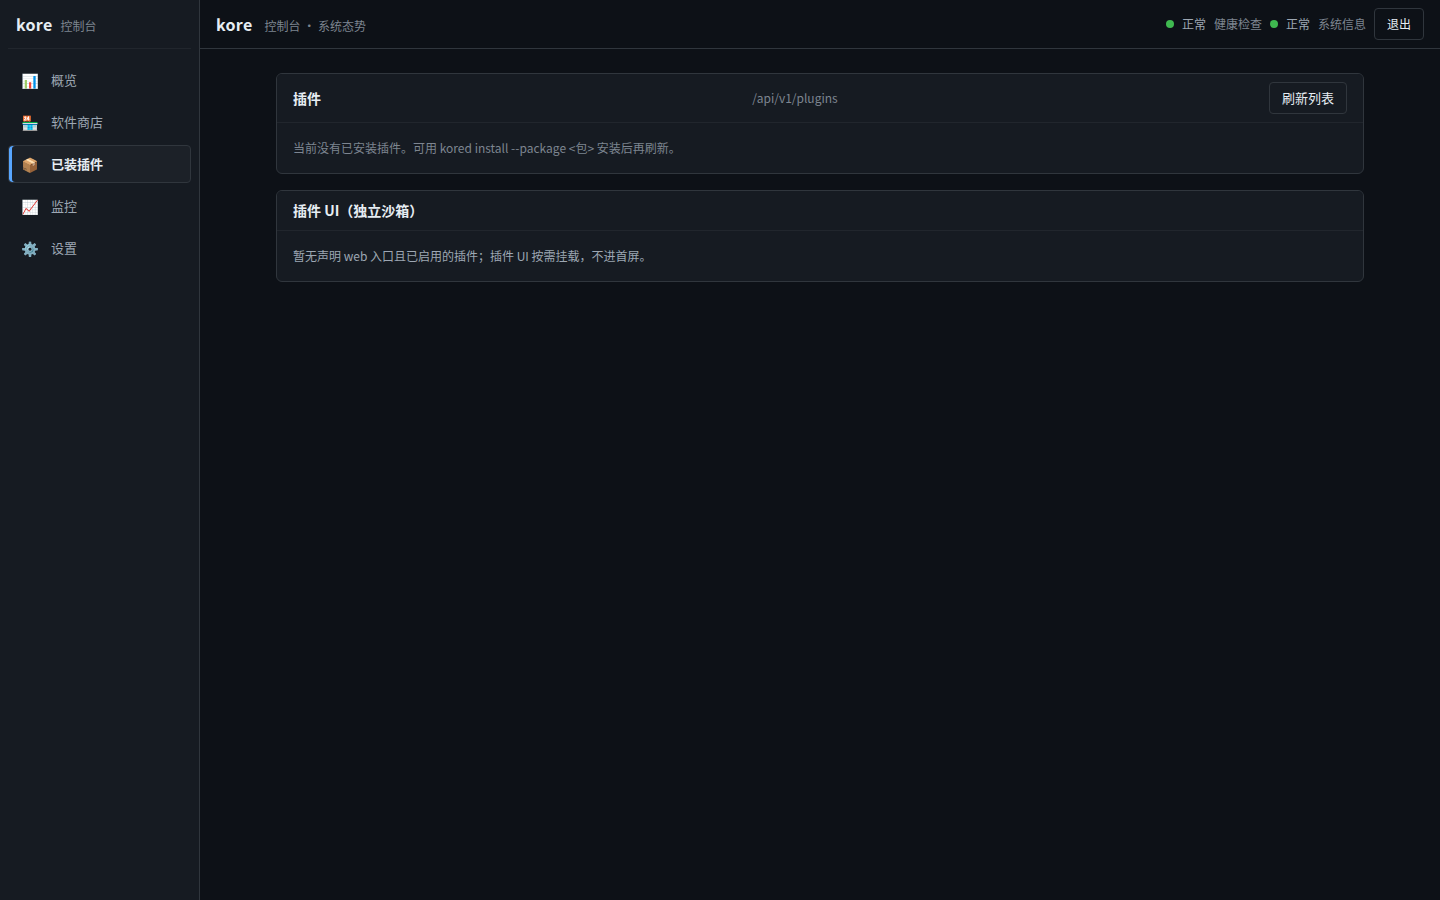 kore 控制台
概览
软件商店
已装插件
监控
设置
kore 控制台 · 系统态势
正常 健康检查 正常 系统信息 退出
插件 /api/v1/plugins 刷新列表
当前没有已安装插件。可用 kored install --package <包> 安装后再刷新。
插件 UI（独立沙箱）
暂无声明 web 入口且已启用的插件；插件 UI 按需挂载，不进首屏。